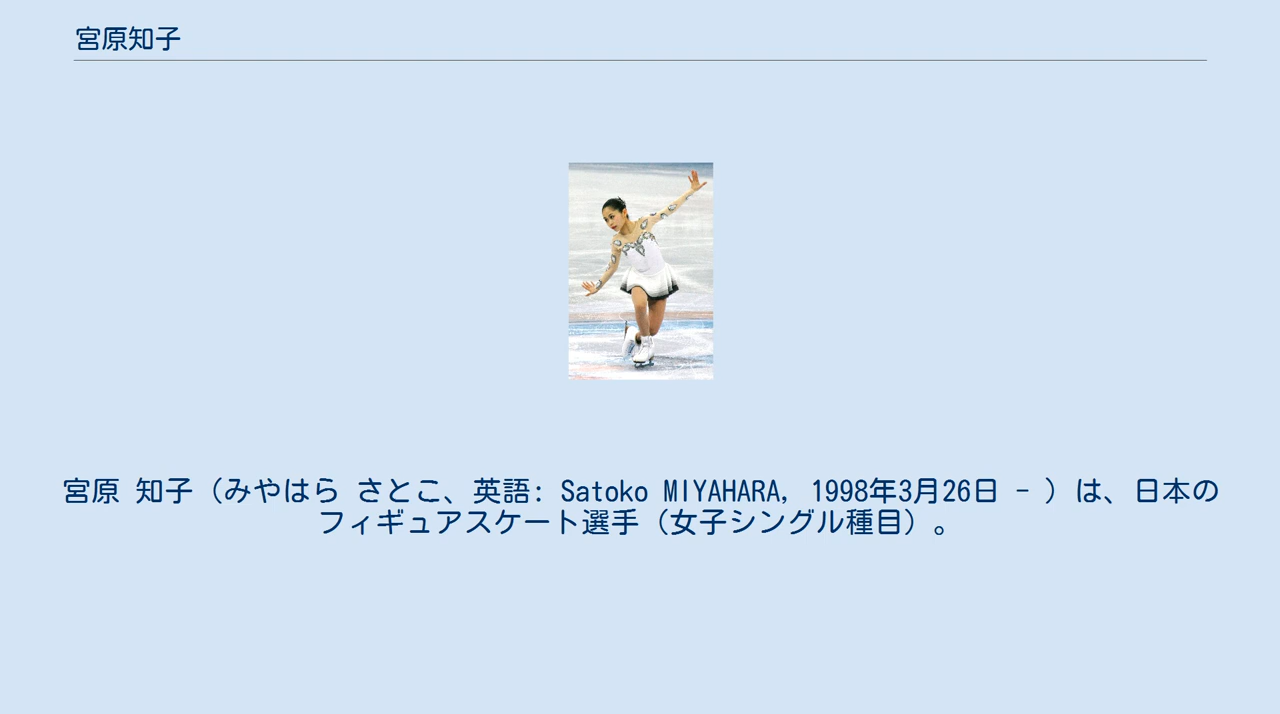 宮原知子
宮原 知子（みやはら さとこ、英語: Satoko MIYAHARA, 1998年3月26日 - ）は、日本の
フィギュアスケート選手（女子シングル種目）。